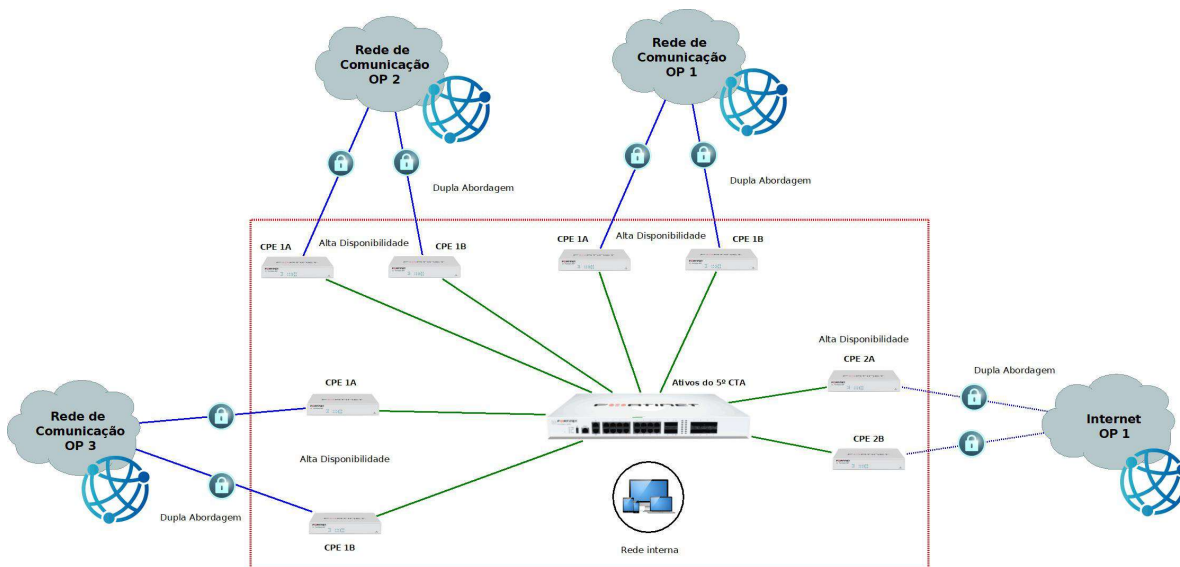 Rede de
Comunicação
OP 2
Rede de
Comunicação
OP 1
Dupla Abordagem
Dupla Abordagem
CPE 1A
Alta Disponibilidade
CPE 1B
CPE 1A
Alta Disponibilidade
CPE 1B
Alta Disponibilidade
CPE 2A
CPE 1A
Ativos do 5º CTA
Dupla Abordagem
FORTINET
Rede de
Comunicação
OP 3
Internet
OP 1
CPE 2B
Alta Disponibilidade
Dupla Abordagem
CPE 1B
Rede interna